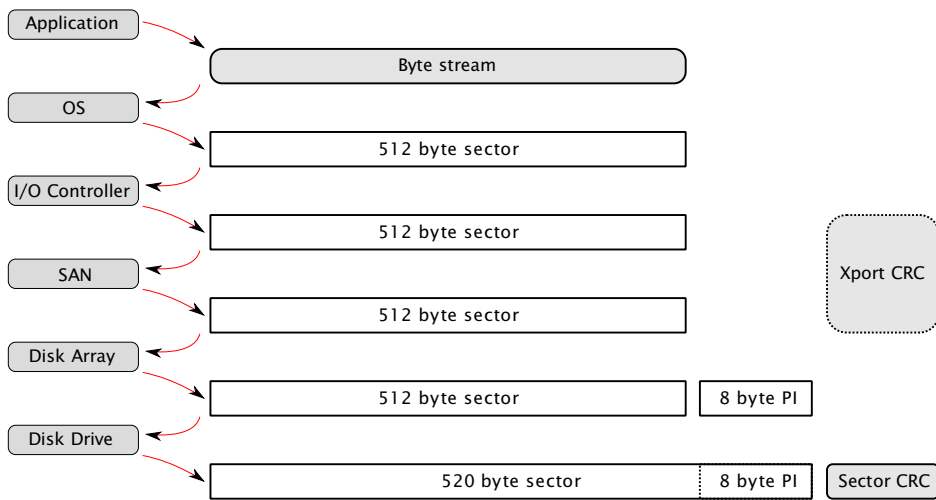 Application
Byte stream
OS
512 byte sector
I/O Controller
512 byte sector
SAN
Xport CRC
512 byte sector
Disk Array
512 byte sector
8 byte PI
Disk Drive
520 byte sector
8 byte PI
Sector CRC